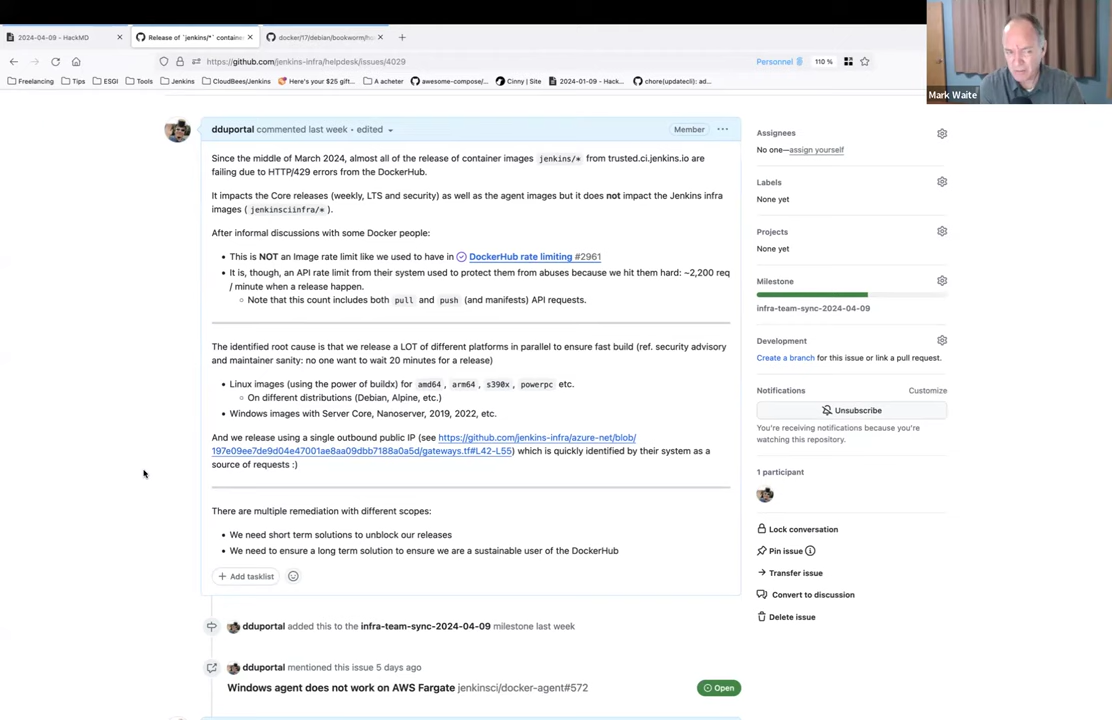 2024-04-09 - HackMD
Release of `jenkins/*` containe
docker/17/debian/bookworm/h
https://github.com/jenkins-infra/helpdesk/issues/4029
Personnel
110 %
Freelancing
Tips
ESGI
Tools
Jenkins
CloudBees/Jenkins
Here's your $25 gift...
A acheter
awesome-compose/...
Cinny | Site
2024-01-09 - Hack...
chore(updatecli): ad...
Mark Waite
dduportal commented last week • edited
Member
Since the middle of March 2024, almost all of the release of container images jenkins/* from trusted.ci.jenkins.io are
failing due to HTTP/429 errors from the DockerHub.
It impacts the Core releases (weekly, LTS and security) as well as the agent images but it does not impact the Jenkins infra
images ( jenkinsciinfra/* ).
After informal discussions with some Docker people:
• This is NOT an Image rate limit like we used to have in DockerHub rate limiting #2961
• It is, though, an API rate limit from their system used to protect them from abuses because we hit them hard: ~2,200 req
/ minute when a release happen.
Note that this count includes both pull and push (and manifests) API requests.
The identified root cause is that we release a LOT of different platforms in parallel to ensure fast build (ref. security advisory
and maintainer sanity: no one want to wait 20 minutes for a release)
• Linux images (using the power of buildx) for amd64 , arm64 , s390x , powerpc etc.
On different distributions (Debian, Alpine, etc.)
• Windows images with Server Core, Nanoserver, 2019, 2022, etc.
And we release using a single outbound public IP (see https://github.com/jenkins-infra/azure-net/blob/
197e09ee7de9d04e47001ae8aa09dbb7188a0a5d/gateways.tf#L42-L55) which is quickly identified by their system as a
source of requests :)
There are multiple remediation with different scopes:
• We need short term solutions to unblock our releases
• We need to ensure a long term solution to ensure we are a sustainable user of the DockerHub
Add tasklist
dduportal added this to the infra-team-sync-2024-04-09 milestone last week
dduportal mentioned this issue 5 days ago
Windows agent does not work on AWS Fargate jenkinsci/docker-agent#572
Open
Assignees
No one—assign yourself
Labels
None yet
Projects
None yet
Milestone
infra-team-sync-2024-04-09
Development
Create a branch for this issue or link a pull request.
Notifications
Customize
Unsubscribe
You're receiving notifications because you're
watching this repository.
1 participant
Lock conversation
Pin issue
Transfer issue
Convert to discussion
Delete issue